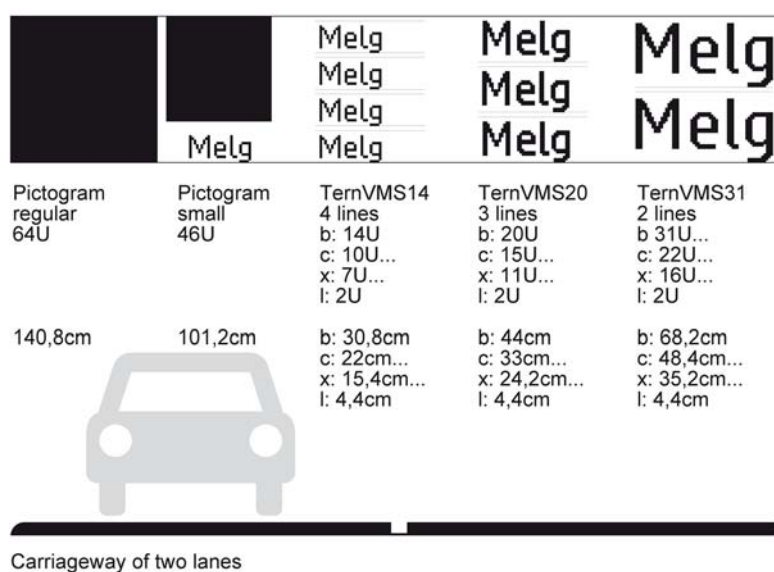 Melg
Melg
Melg
Melg
Melg
Melg
Melg
Melg
Melg
Melg
Pictogram
regular
64U
140,8cm
Pictogram
small
46U
101,2cm
TernVMS14
4 lines
b: 14U
c: 10U...
x: 7U...
l: 2U
b: 30,8cm
c: 22cm...
x: 15,4cm...
l: 4,4cm
TernVMS20
3 lines
b: 20U
c: 15U...
x: 11U...
l: 2U
b: 44cm
c: 33cm...
x: 24,2cm...
l: 4,4cm
TernVMS31
2 lines
b 31U...
c: 22U...
x: 16U...
l: 2U
b: 68,2cm
c: 48,4cm...
x: 35,2cm...
l: 4,4cm
Carriageway of two lanes